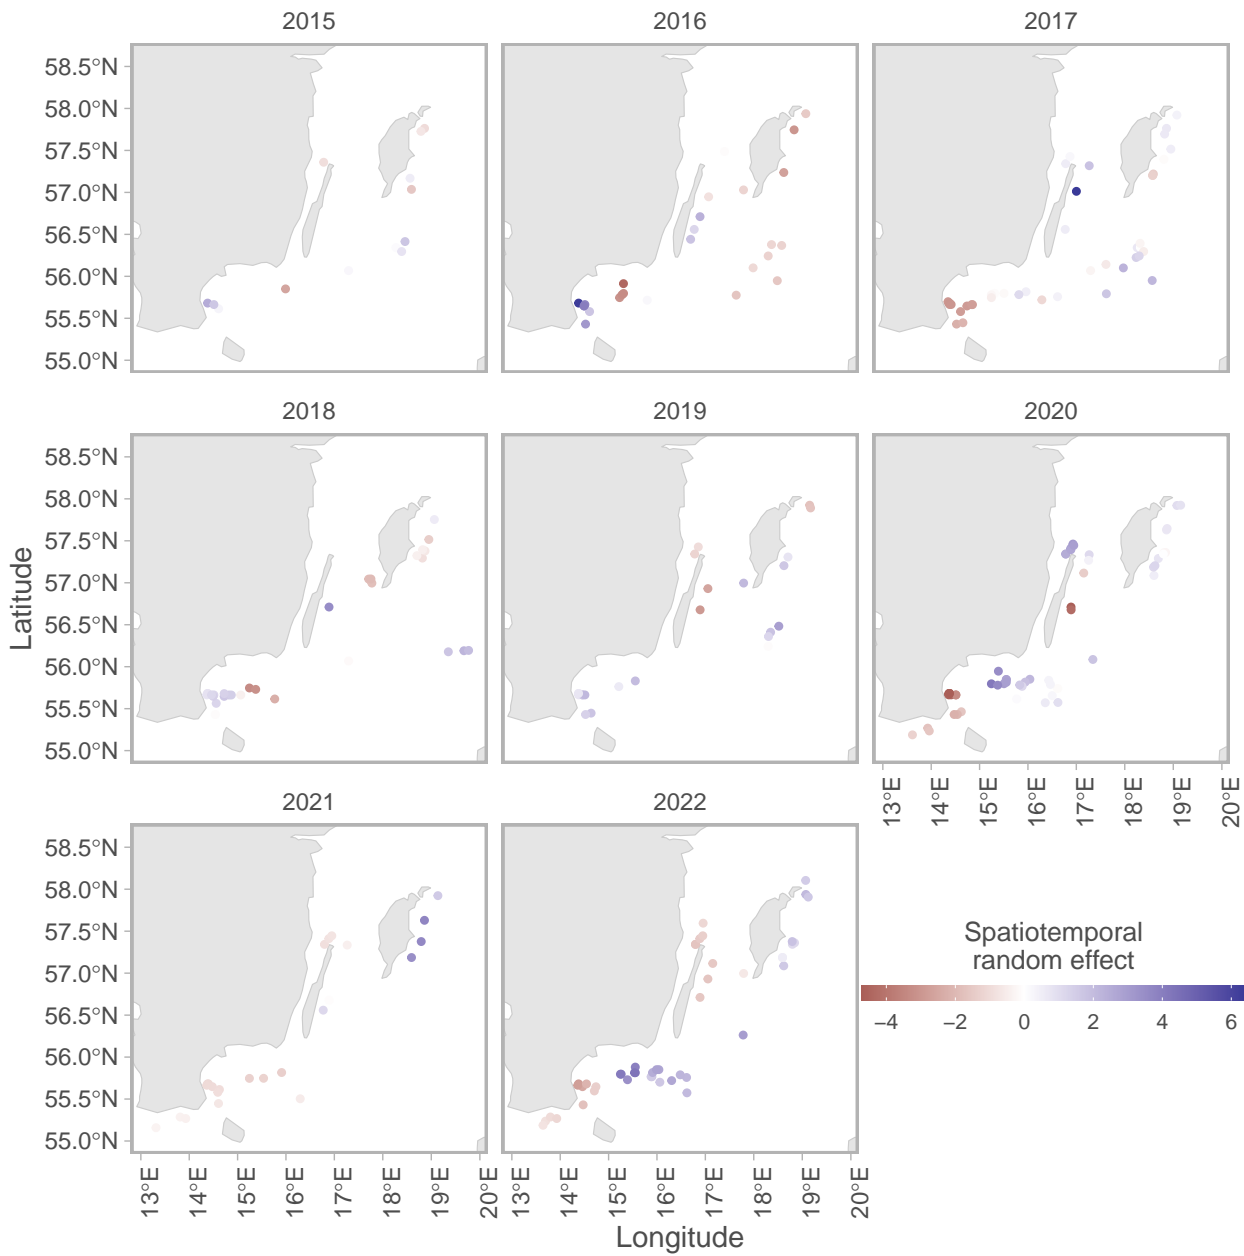 2015 2016 2017
58.5°N
58.0°N
57.5°N
57.0°N
56.5°N
56.0°N
55.5°N
55.0°N
2018 2019 2020
58.5°N
58.0°N
57.5°N
57.0°N
56.5°N
56.0°N
55.5°N
55.0°N
Latitude
13°E 14°E 15°E 16°E 17°E 18°E 19°E 20°E
2021 2022
58.5°N
58.0°N
57.5°N
57.0°N
56.5°N
56.0°N
55.5°N
55.0°N
Spatiotemporal
random effect
−4 −2 0 2 4 6
13°E 14°E 15°E 16°E 17°E 18°E 19°E 20°E 13°E 14°E 15°E 16°E 17°E 18°E 19°E 20°E
Longitude